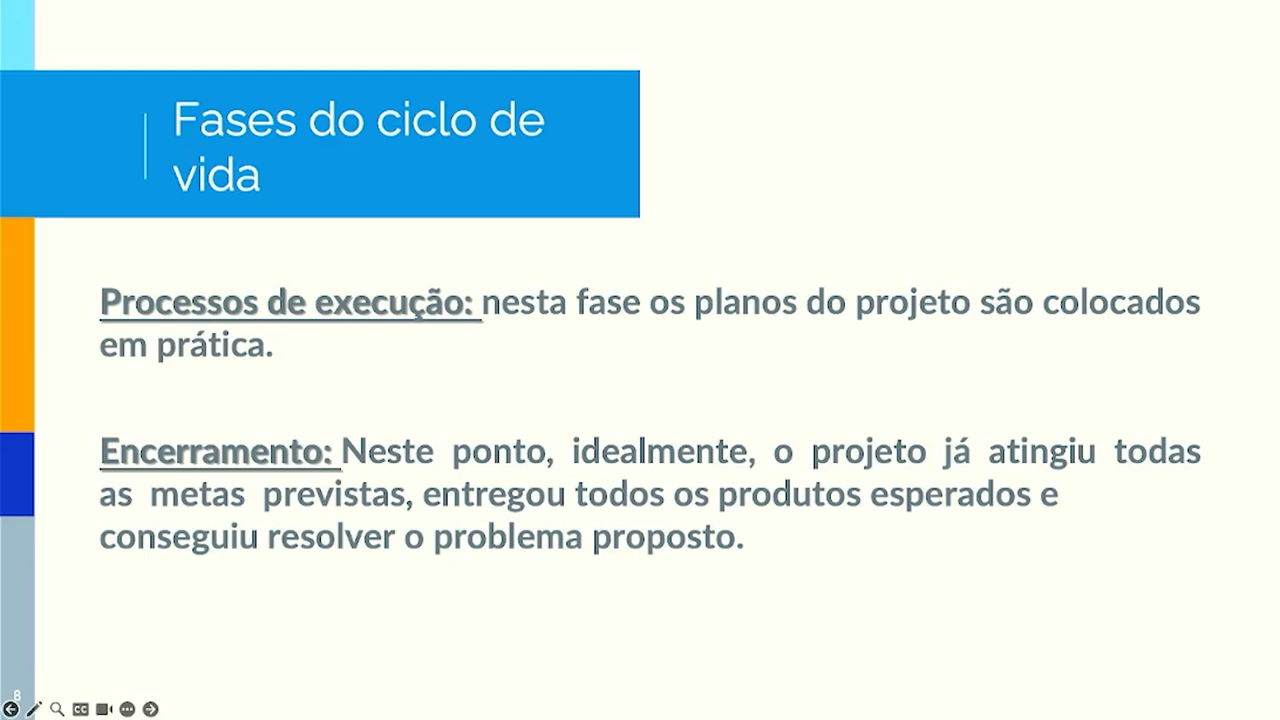 Fases do ciclo de
vida
Processos de execução: nesta fase os planos do projeto são colocados
em prática.
Encerramento: Neste ponto, idealmente, o projeto já atingiu todas
as metas previstas, entregou todos os produtos esperados e
conseguiu resolver o problema proposto.
8
CC